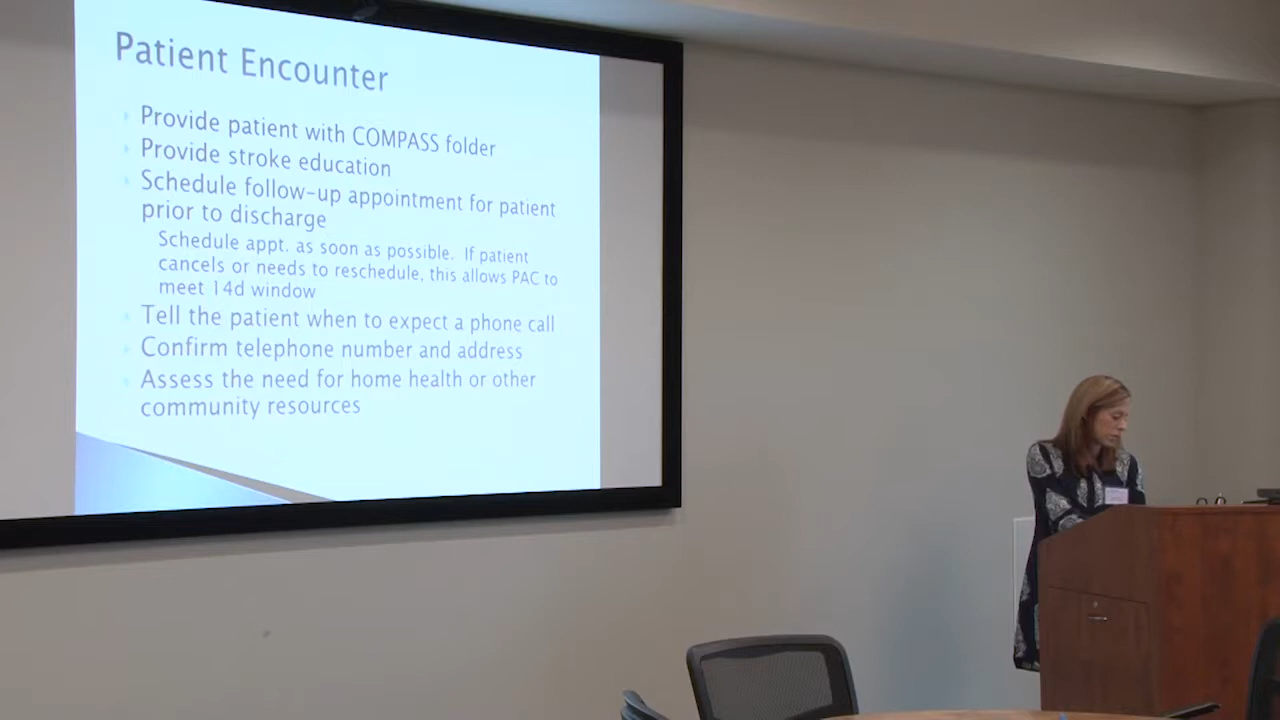 Patient Encounter
Provide patient with COMPASS folder
Provide stroke education
Schedule follow-up appointment for patient
prior to discharge
Schedule appt. as soon as possible. If patient
cancels or needs to reschedule, this allows PAC to
meet 14d window
Tell the patient when to expect a phone call
Confirm telephone number and address
Assess the need for home health or other
community resources